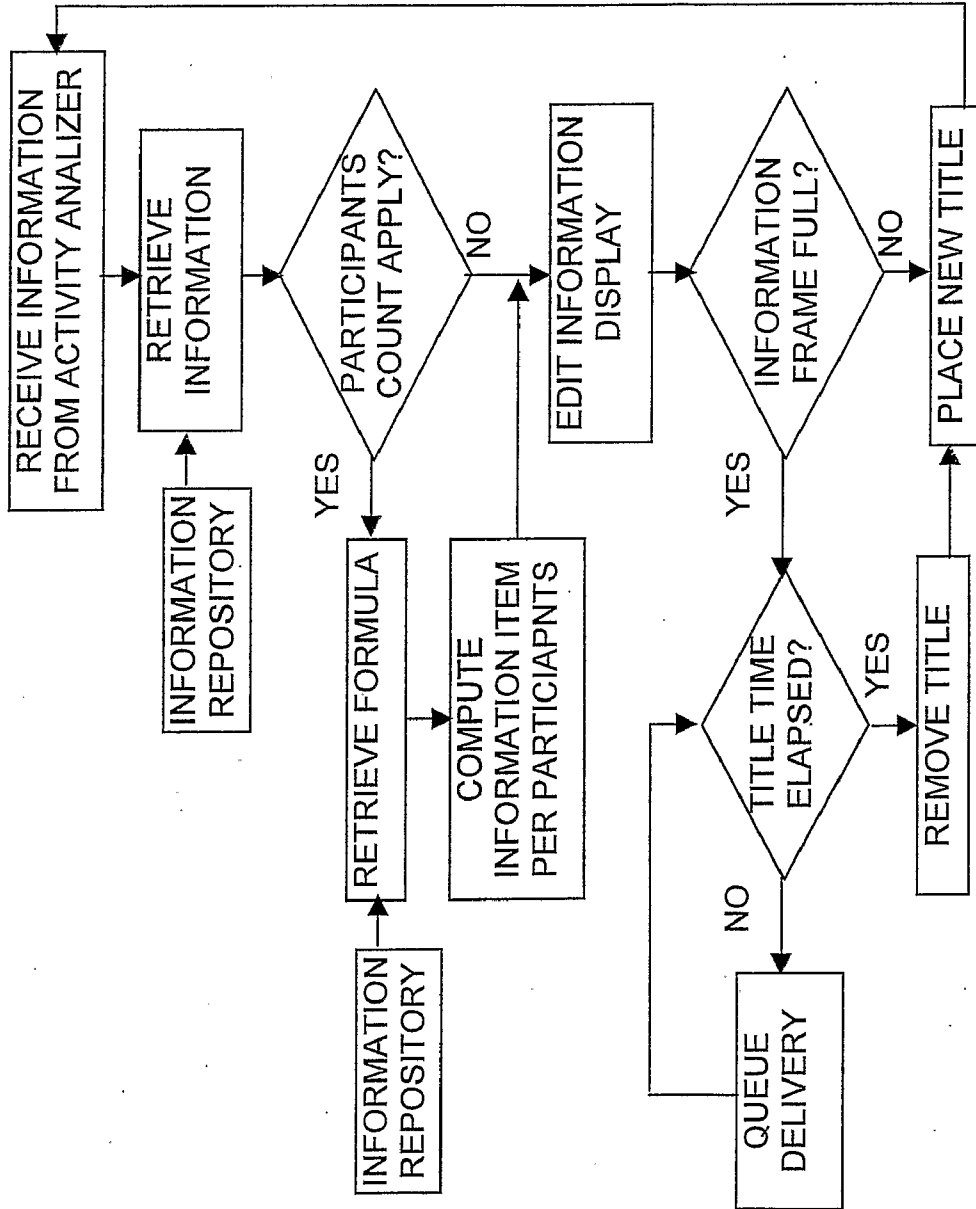 RECEIVE INFORMATION
FROM ACTIVITY ANALIZER
INFORMATION
REPOSITORY
RETRIEVE
INFORMATION
PARTICIPANTS
COUNT APPLY?
YES
NO
INFORMATION
REPOSITORY
RETRIEVE FORMULA
COMPUTE
INFORMATION ITEM
PER PARTICIAPNTS
EDIT INFORMATION
DISPLAY
INFORMATION
FRAME FULL?
YES
NO
TITLE TIME
ELAPSED?
NO
YES
QUEUE
DELIVERY
REMOVE TITLE
PLACE NEW TITLE